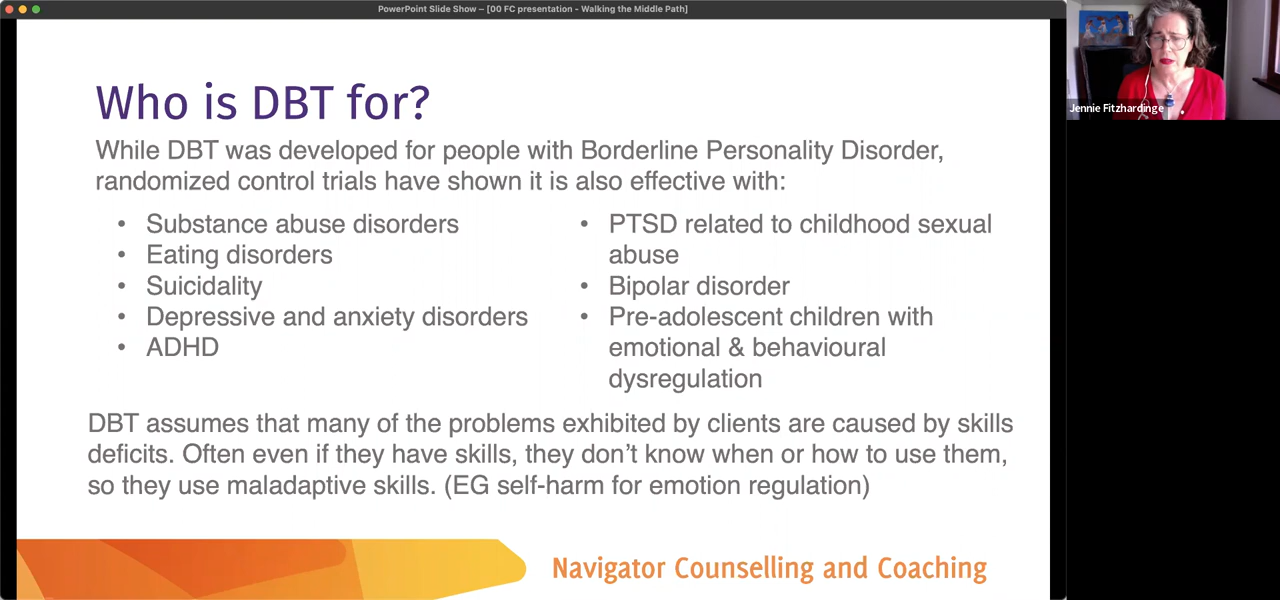 PowerPoint Slide Show – [00 FC presentation - Walking the Middle Path]
Jennie Fitzhardinge
Who is DBT for?
While DBT was developed for people with Borderline Personality Disorder,
randomized control trials have shown it is also effective with:
• Substance abuse disorders
• Eating disorders
• Suicidality
• Depressive and anxiety disorders
• ADHD
• PTSD related to childhood sexual
abuse
• Bipolar disorder
• Pre-adolescent children with
emotional & behavioural
dysregulation
DBT assumes that many of the problems exhibited by clients are caused by skills
deficits. Often even if they have skills, they don't know when or how to use them,
so they use maladaptive skills. (EG self-harm for emotion regulation)
Navigator Counselling and Coaching